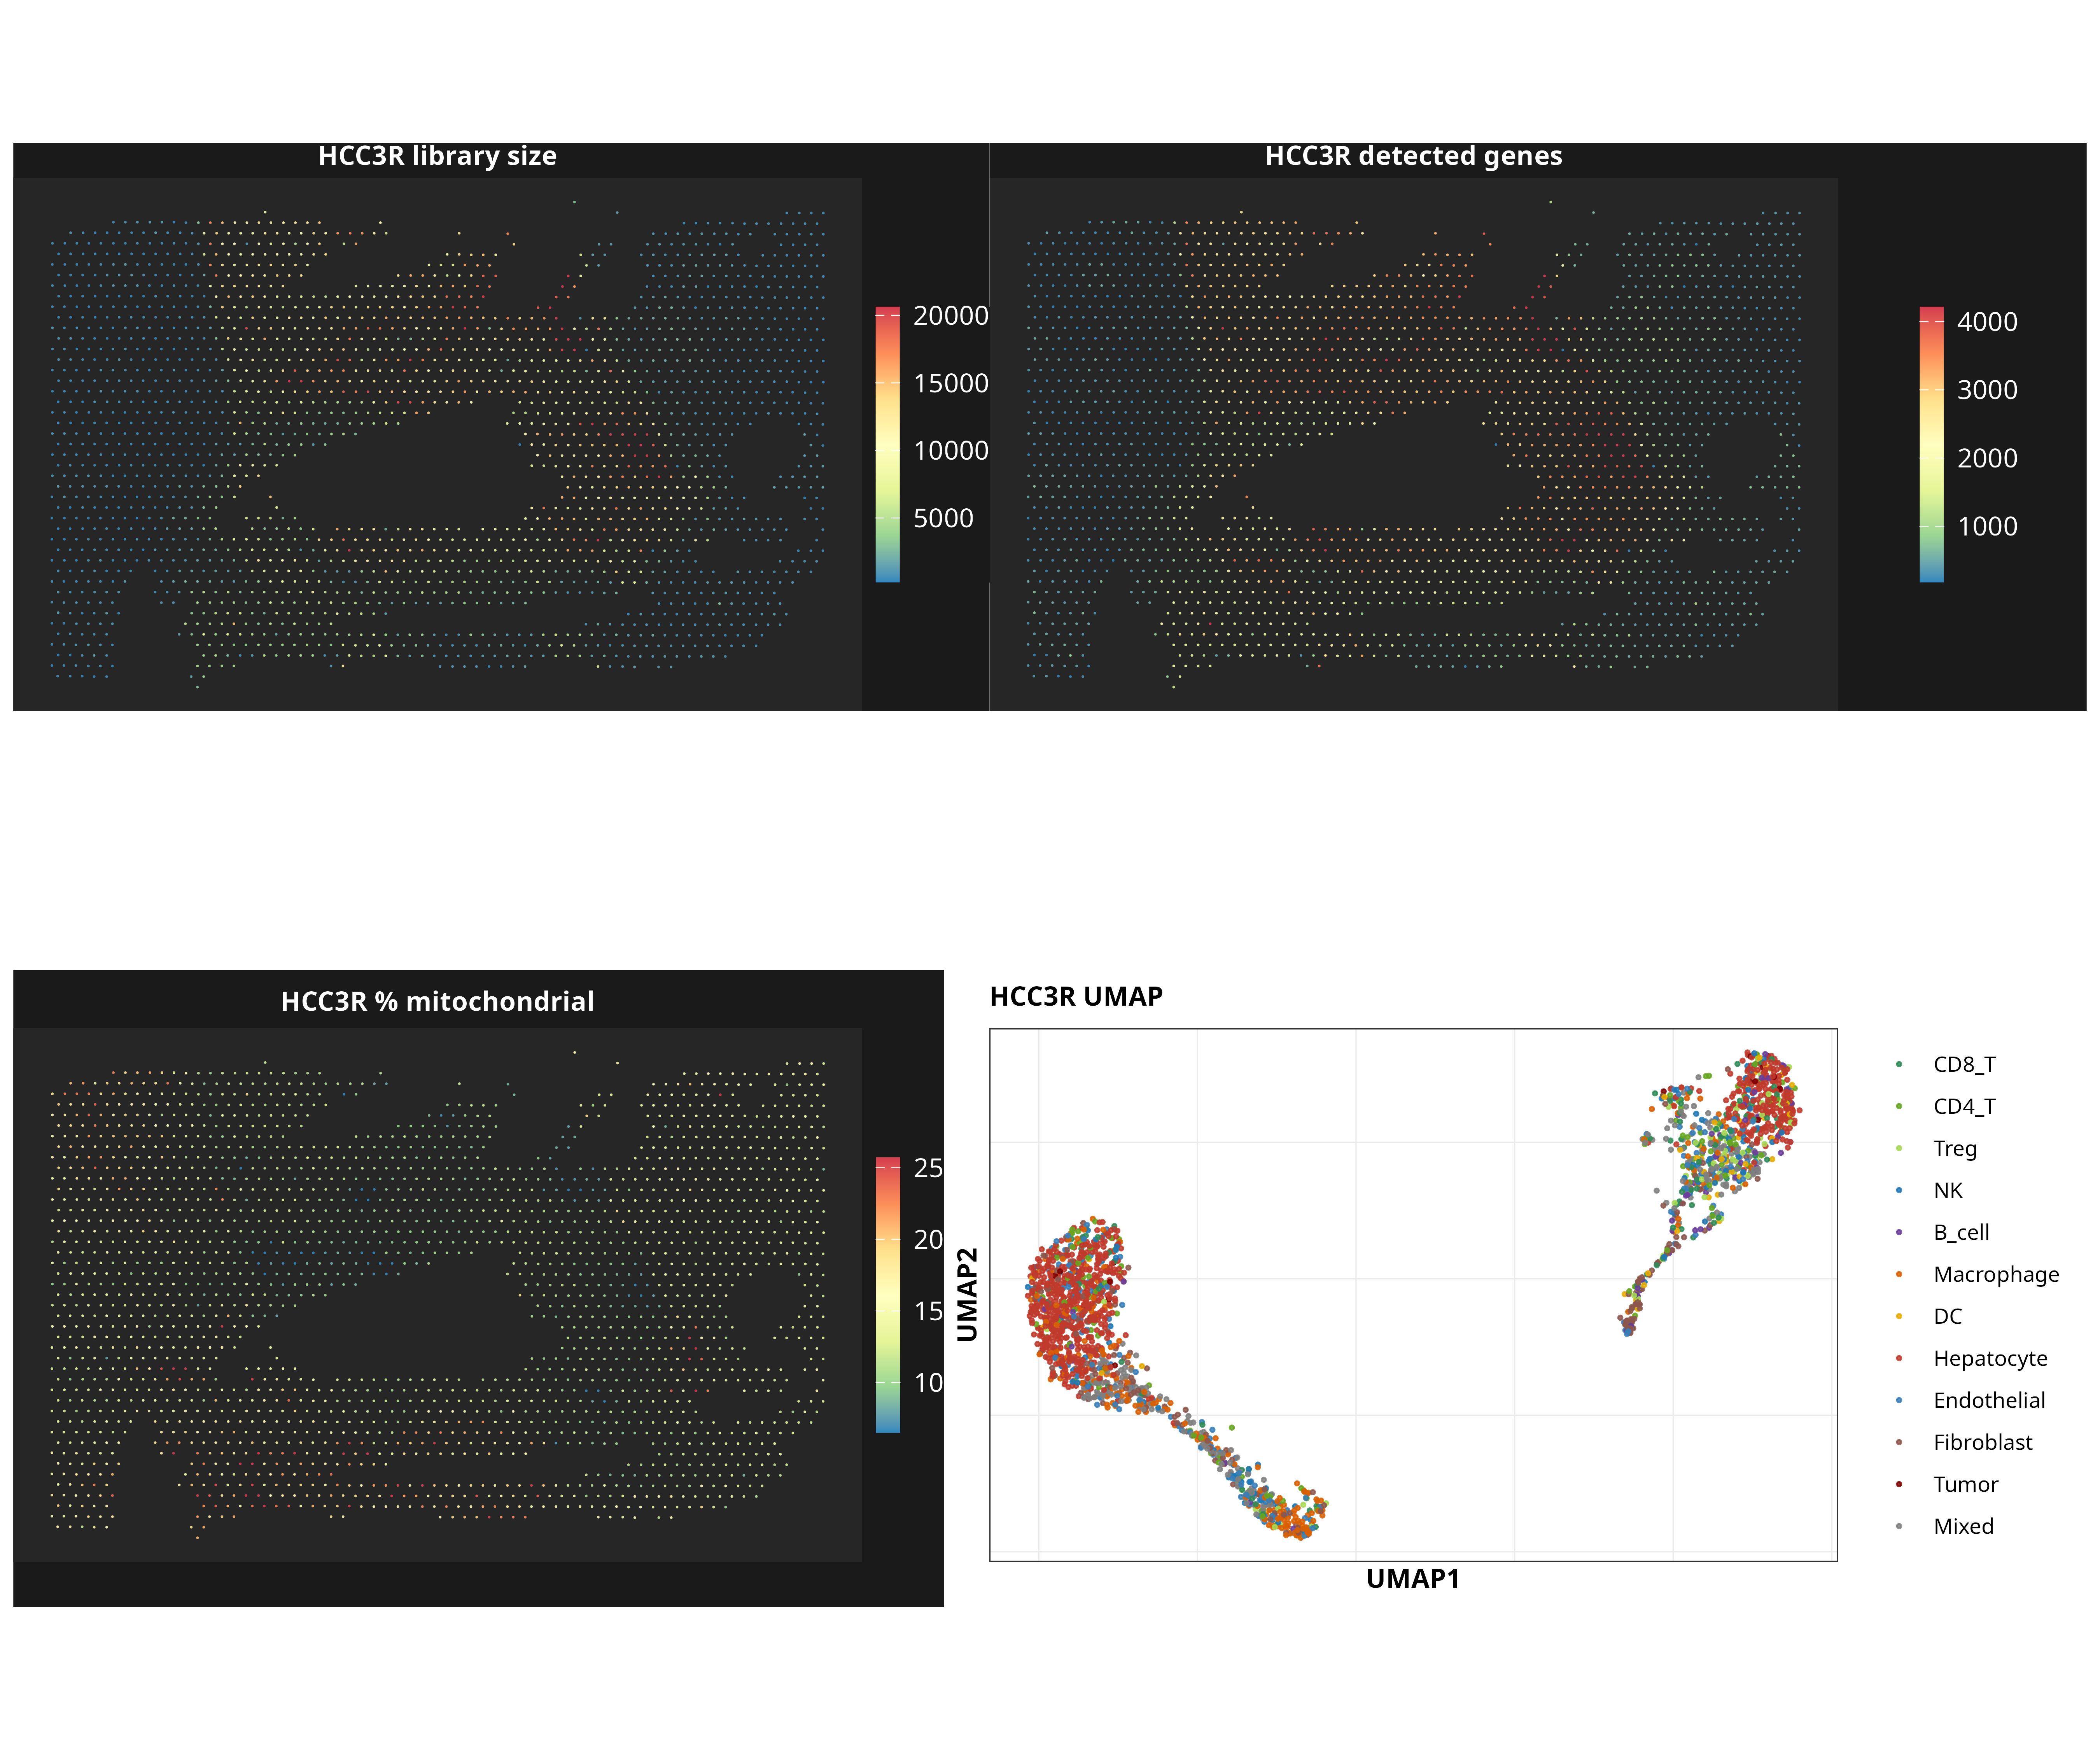 HCC3R library size
20000
15000
10000
5000
HCC3R detected genes
4000
3000
2000
1000
HCC3R % mitochondrial
25
20
15
10
HCC3R UMAP
UMAP2
UMAP1
CD8_T
CD4_T
Treg
NK
B_cell
Macrophage
DC
Hepatocyte
Endothelial
Fibroblast
Tumor
Mixed